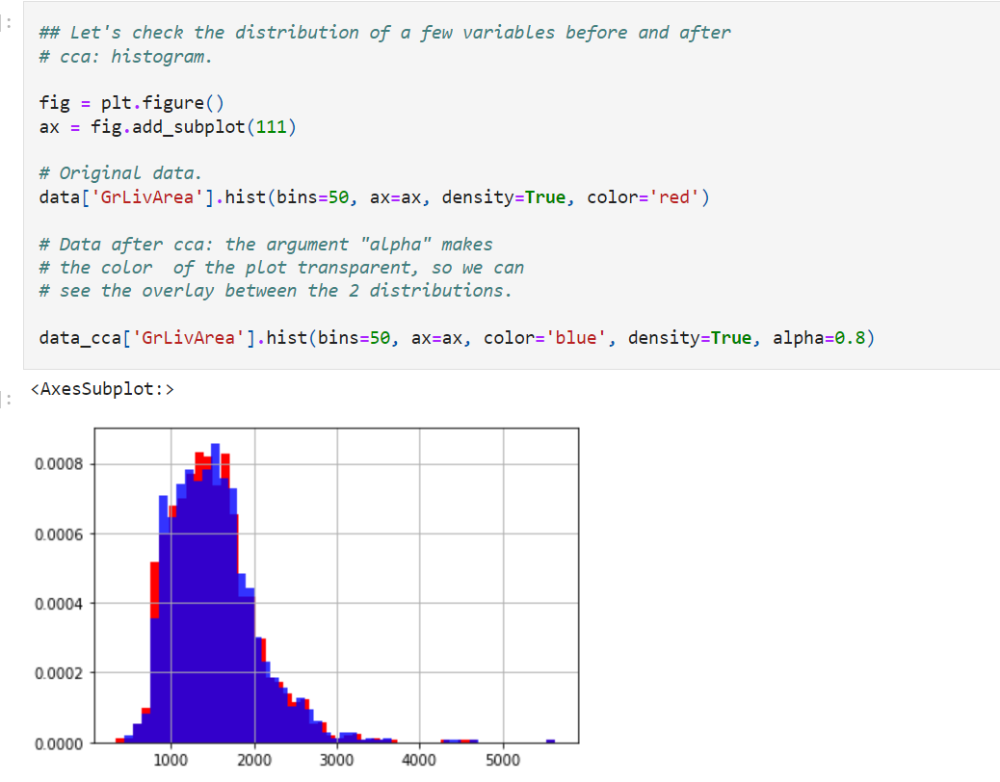 ]:
## Let's check the distribution of a few variables before and after
# cca: histogram.
fig = plt.figure()
ax = fig.add_subplot(111)
# Original data.
data['GrLivArea'].hist(bins=50, ax=ax, density=True, color='red')
# Data after cca: the argument "alpha" makes
# the color  of the plot transparent, so we can
# see the overlay between the 2 distributions.
data_cca['GrLivArea'].hist(bins=50, ax=ax, color='blue', density=True, alpha=0.8)
]:
<AxesSubplot:>
0.0008
0.0006
0.0004
0.0002
0.0000
1000 2000 3000 4000 5000